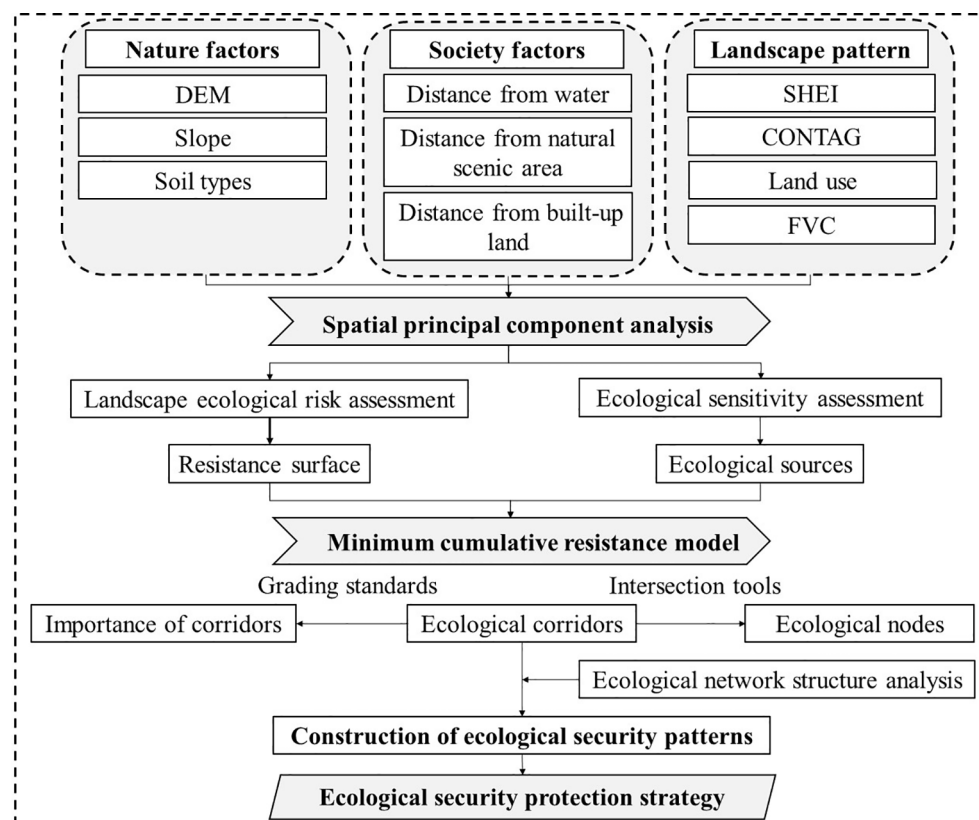 Nature factors
DEM
Slope
Soil types
Society factors
Distance from water
Distance from natural
scenic area
Distance from built-up
land
Landscape pattern
SHEI
CONTAG
Land use
FVC
Spatial principal component analysis
Landscape ecological risk assessment
Ecological sensitivity assessment
Resistance surface
Ecological sources
Minimum cumulative resistance model
Grading standards
Intersection tools
Importance of corridors
Ecological corridors
Ecological nodes
Ecological network structure analysis
Construction of ecological security patterns
Ecological security protection strategy